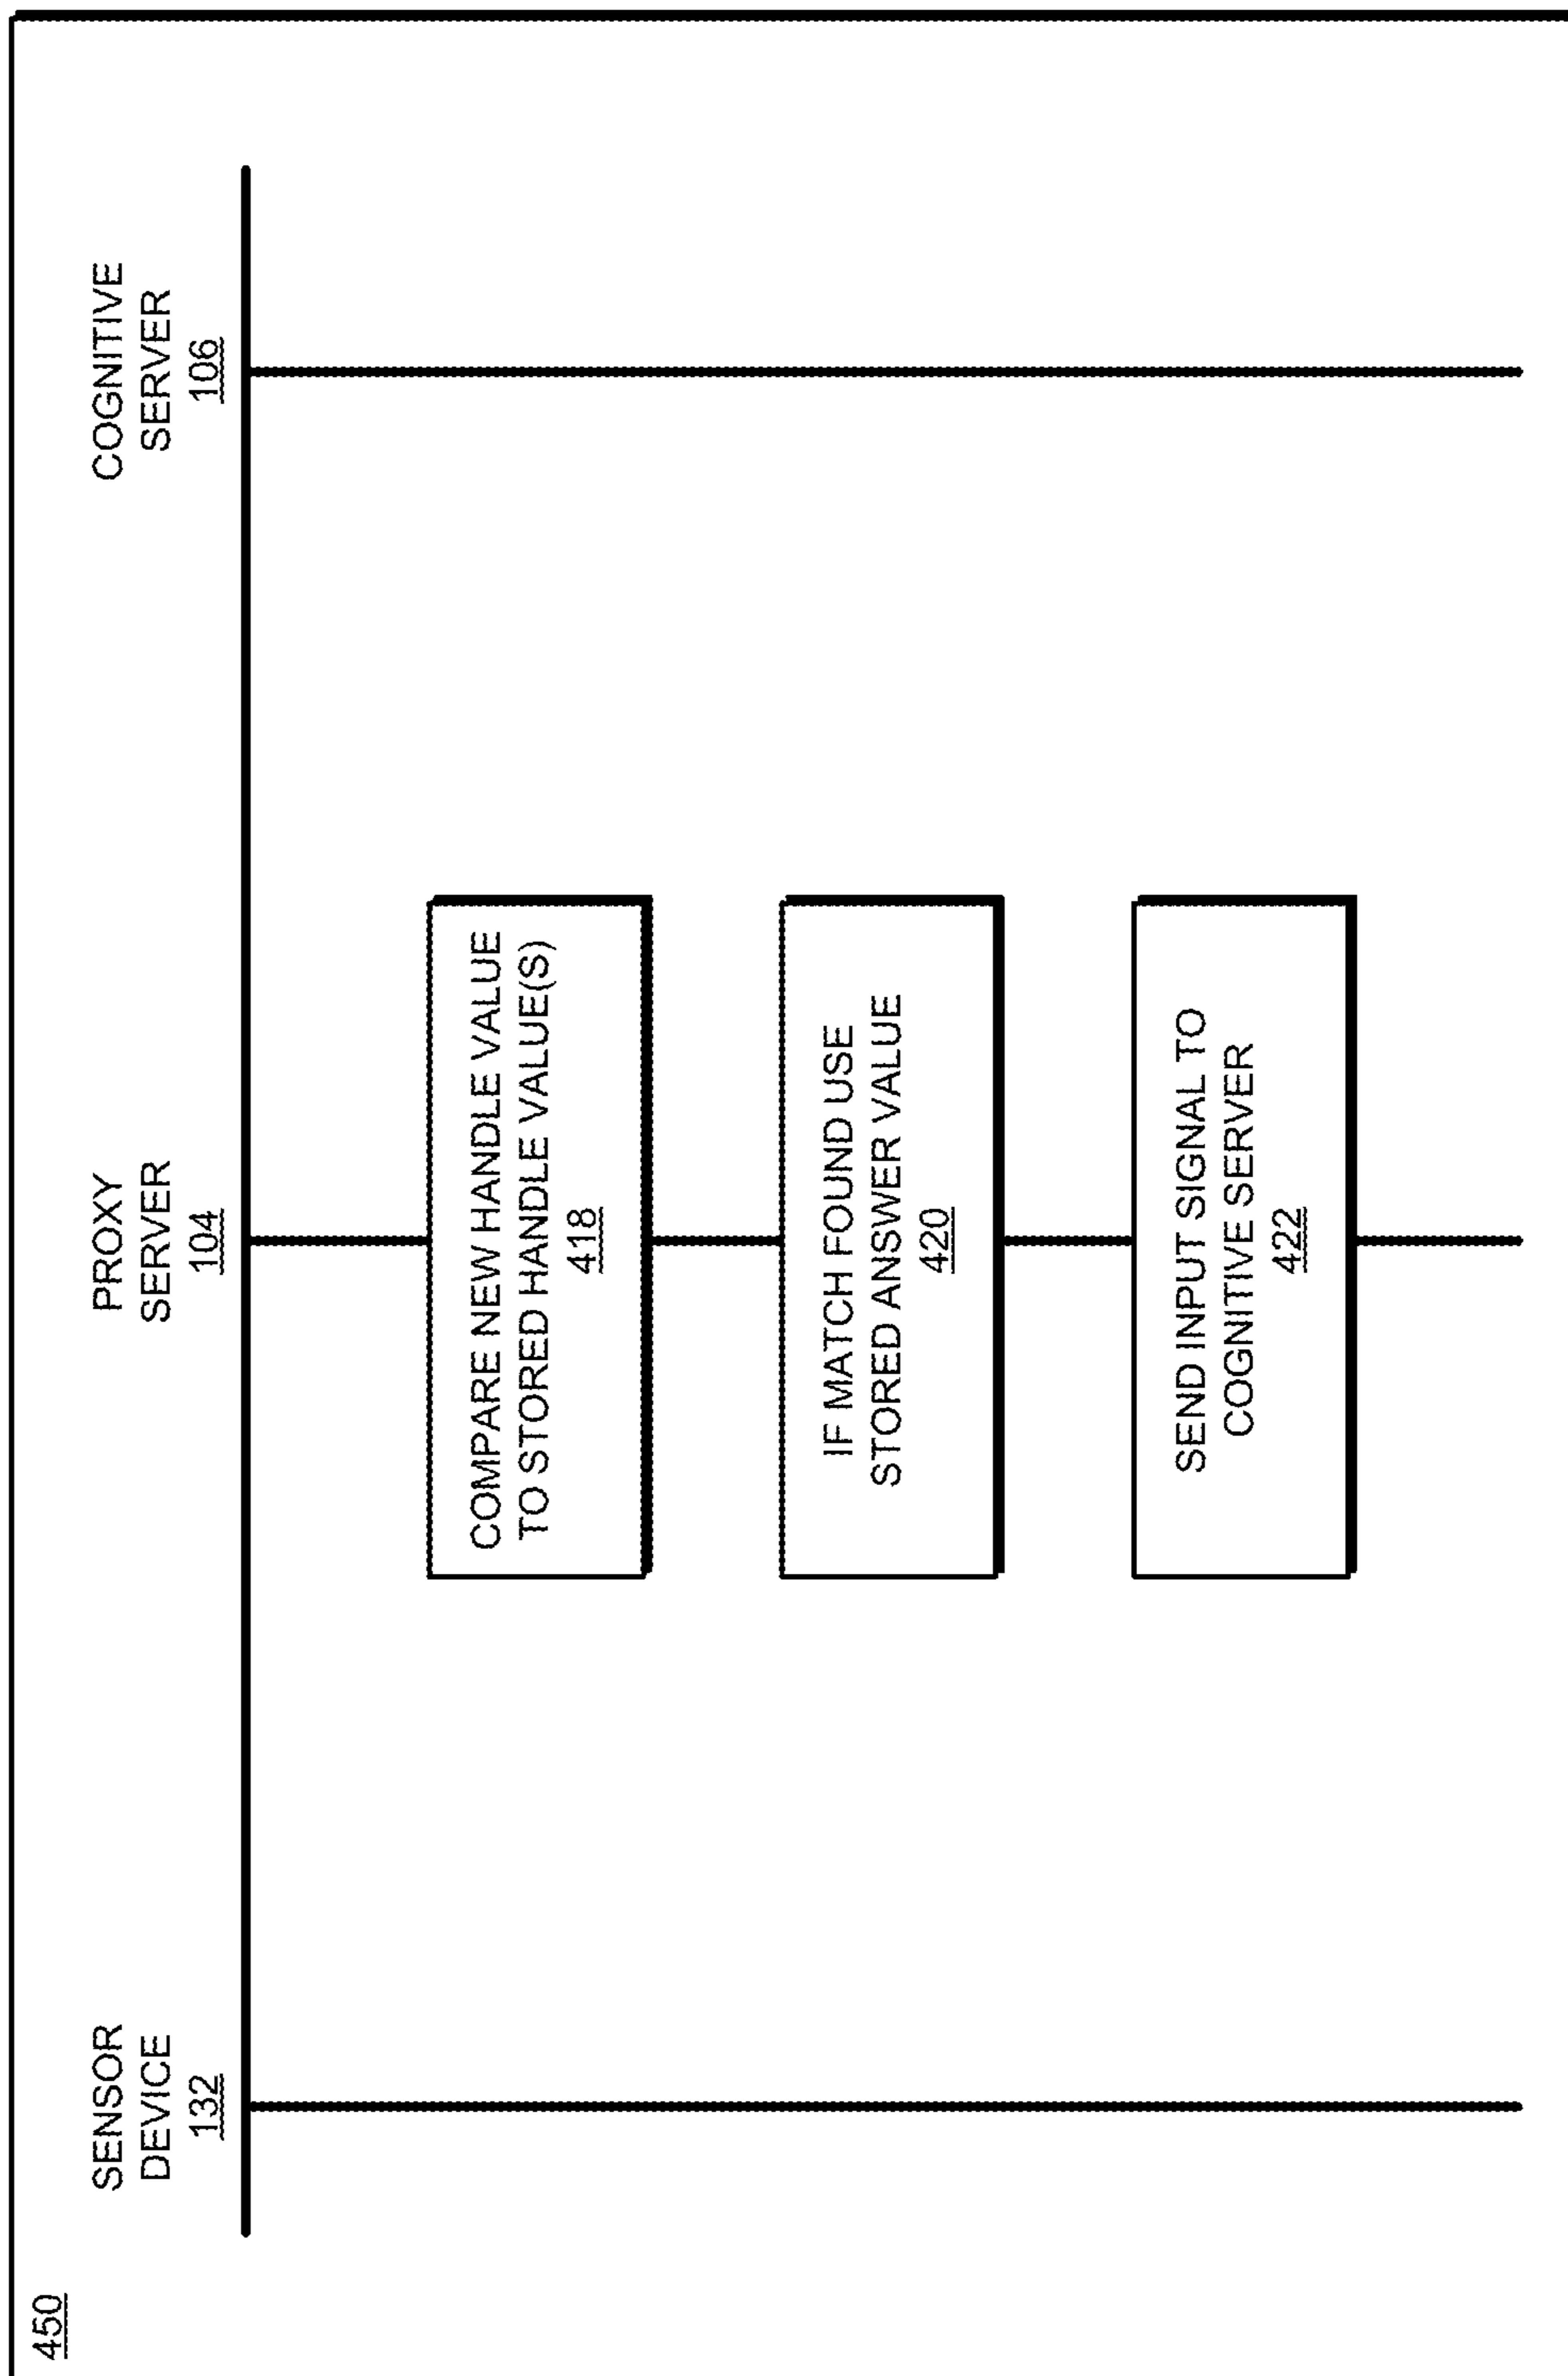 450
SENSOR
DEVICE
132
PROXY
SERVER
104
COGNITIVE
SERVER
106
COMPARE NEW HANDLE VALUE
TO STORED HANDLE VALUE(S)
418
IF MATCH FOUND USE
STORED ANSWER VALUE
420
SEND INPUT SIGNAL TO
COGNITIVE SERVER
422